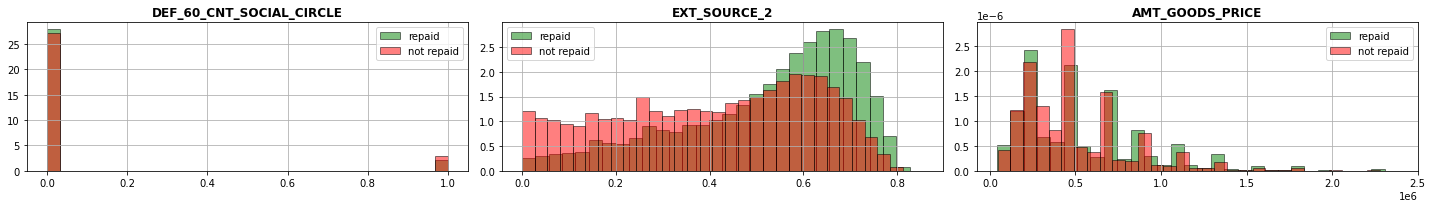 DEF_60_CNT_SOCIAL_CIRCLE
repaid
not repaid
25
20
15
10
5
0
0.0 0.2 0.4 0.6 0.8 1.0
EXT_SOURCE_2
repaid
not repaid
2.5
2.0
1.5
1.0
0.5
0.0
0.0 0.2 0.4 0.6 0.8
1e−6
AMT_GOODS_PRICE
repaid
not repaid
2.5
2.0
1.5
1.0
0.5
0.0
0.0 0.5 1.0 1.5 2.0 2.5
1e6